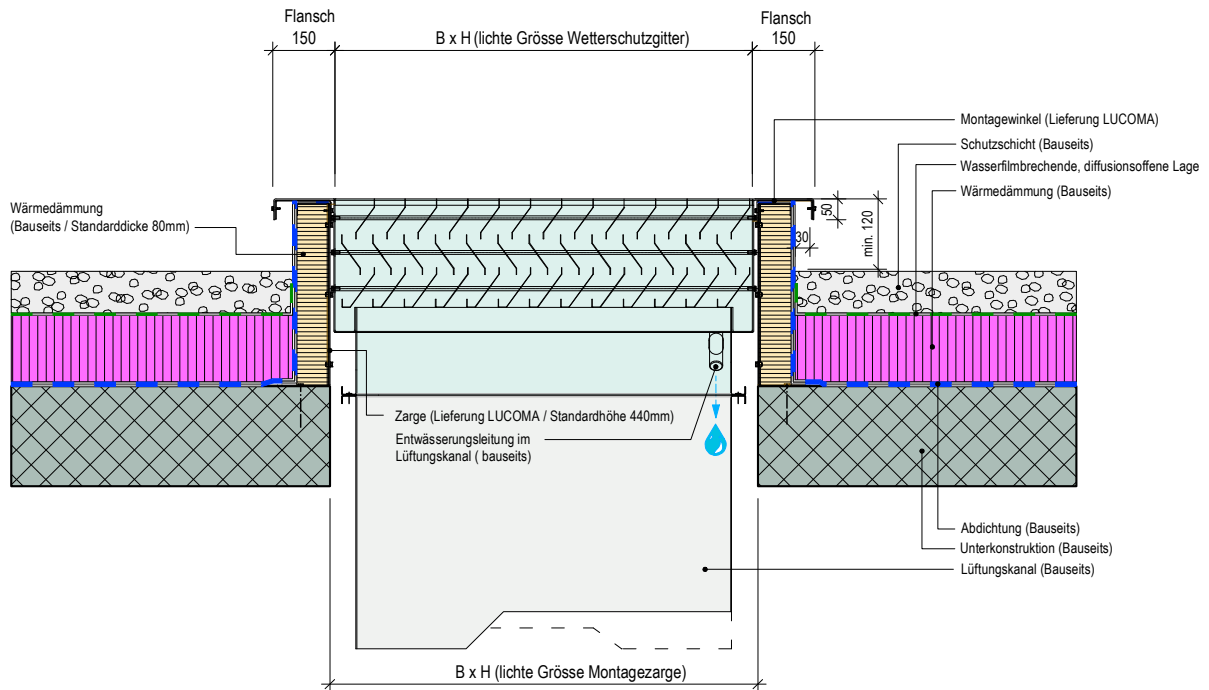 Flansch
150
B x H (lichte Grösse Wetterschutzgitter)
Flansch
150
Montagewinkel (Lieferung LUCOMA)
Schutzschicht (Bauseits)
Wasserfilmbrechende, diffusionsoffene Lage
Wärmedämmung (Bauseits)
Wärmedämmung
(Bauseits / Standarddicke 80mm)
50
30
min. 120
Zarge (Lieferung LUCOMA / Standardhöhe 440mm)
Entwässerungsleitung im
Lüftungskanal ( bauseits)
Abdichtung (Bauseits)
Unterkonstruktion (Bauseits)
Lüftungskanal (Bauseits)
B x H (lichte Grösse Montagezarge)